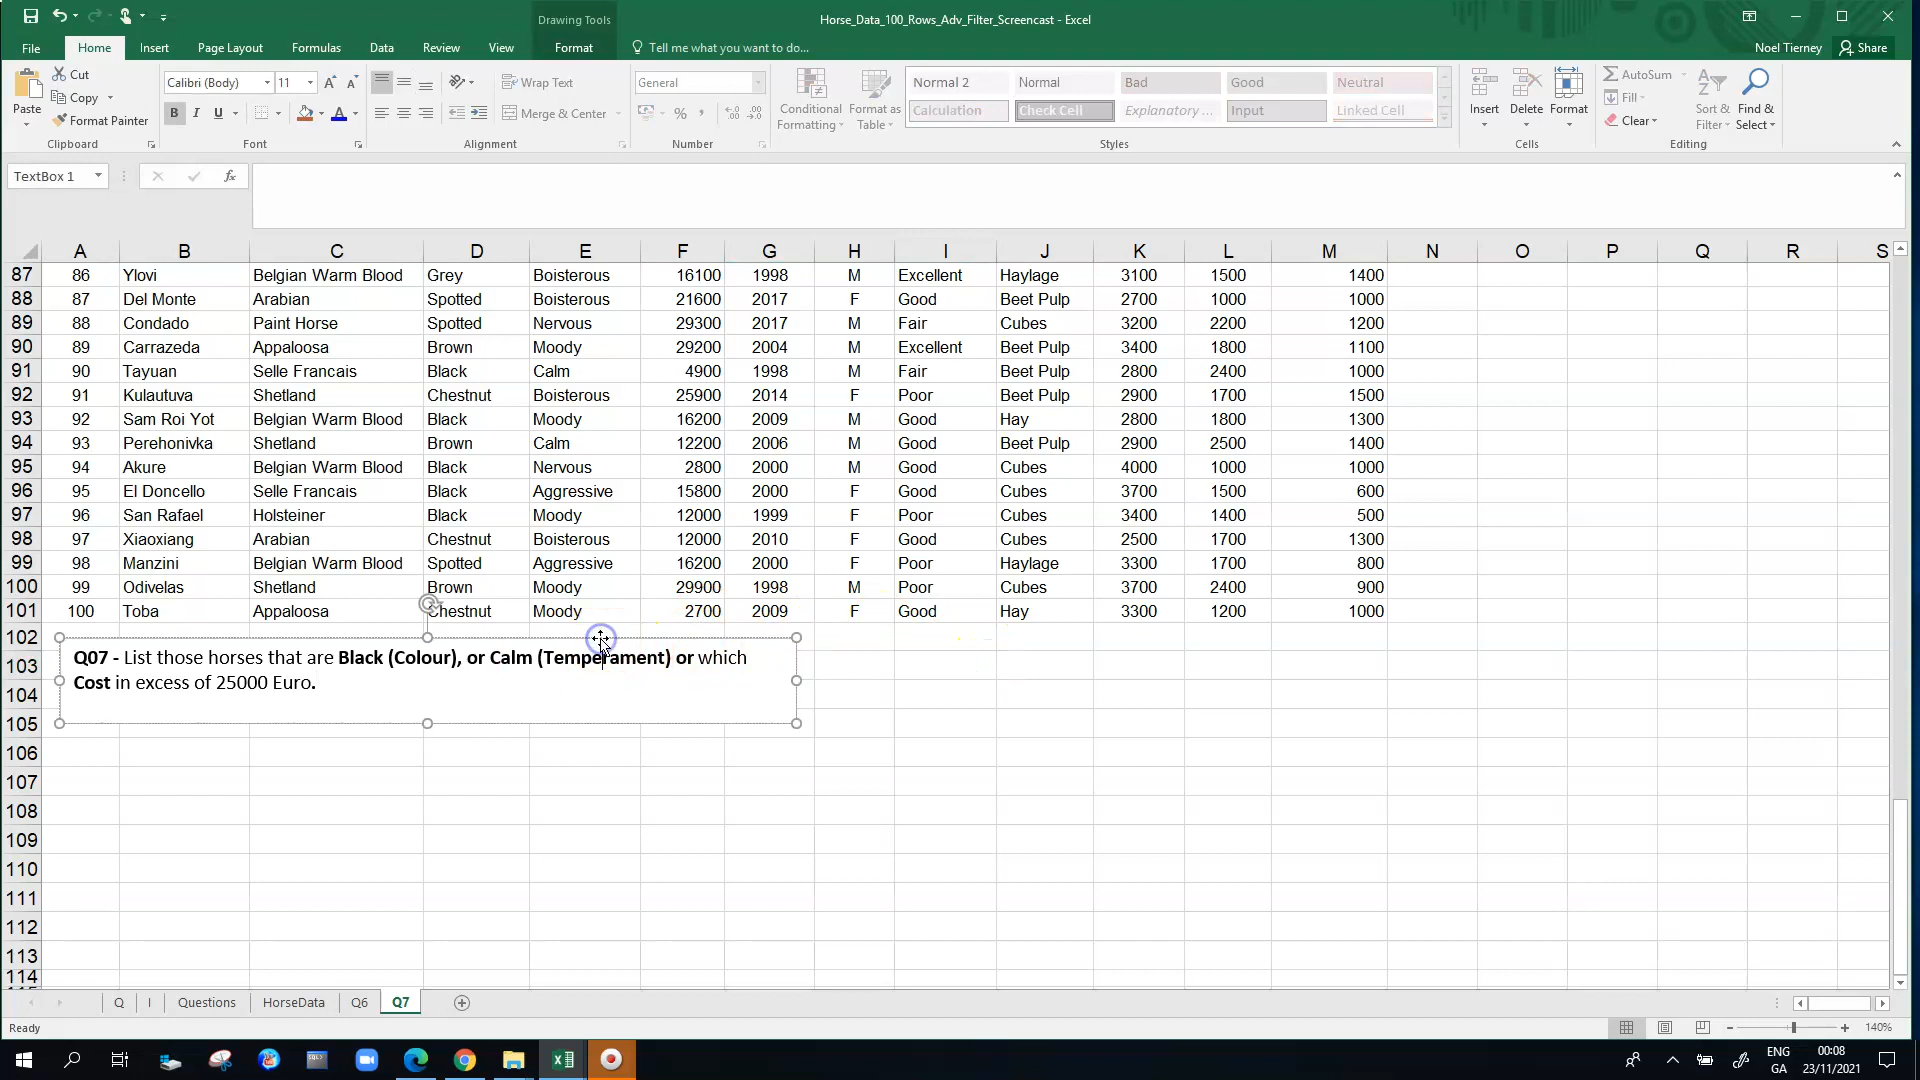 Drawing Tools
Horse_Data_100_Rows_Adv_Filter_Screencast - Excel
File Home Insert Page Layout Formulas Data Review View Format Tell me what you want to do... Noel Tierney Share
Paste Cut Copy Format Painter Clipboard
Calibri (Body) 11 A A B I U A Font
Wrap Text Merge & Center Alignment
General % , Number
Conditional Formatting Format as Table
Normal 2 Normal Bad Good Neutral
Calculation Check Cell Explanatory ... Input Linked Cell
Styles
Insert Delete Format Cells
AutoSum Fill Clear Sort & Filter Find & Select Editing
TextBox 1 fx
A B C D E F G H I J K L M N O P Q R S
87 86 Ylovi Belgian Warm Blood Grey Boisterous 16100 1998 M Excellent Haylage 3100 1500 1400
88 87 Del Monte Arabian Spotted Boisterous 21600 2017 F Good Beet Pulp 2700 1000 1000
89 88 Condado Paint Horse Spotted Nervous 29300 2017 M Fair Cubes 3200 2200 1200
90 89 Carrazeda Appaloosa Brown Moody 29200 2004 M Excellent Beet Pulp 3400 1800 1100
91 90 Tayuan Selle Francais Black Calm 4900 1998 M Fair Beet Pulp 2800 2400 1000
92 91 Kulautuva Shetland Chestnut Boisterous 25900 2014 F Poor Beet Pulp 2900 1700 1500
93 92 Sam Roi Yot Belgian Warm Blood Black Moody 16200 2009 M Good Hay 2800 1800 1300
94 93 Perehonivka Shetland Brown Calm 12200 2006 M Good Beet Pulp 2900 2500 1400
95 94 Akure Belgian Warm Blood Black Nervous 2800 2000 M Good Cubes 4000 1000 1000
96 95 El Doncello Selle Francais Black Aggressive 15800 2000 F Good Cubes 3700 1500 600
97 96 San Rafael Holsteiner Black Moody 12000 1999 F Poor Cubes 3400 1400 500
98 97 Xiaoxiang Arabian Chestnut Boisterous 12000 2010 F Good Cubes 2500 1700 1300
99 98 Manzini Belgian Warm Blood Spotted Aggressive 16200 2000 F Poor Haylage 3300 1700 800
100 99 Odivelas Shetland Brown Moody 29900 1998 M Poor Cubes 3700 2400 900
101 100 Toba Appaloosa Chestnut Moody 2700 2009 F Good Hay 3300 1200 1000
102
103 Q07 - List those horses that are Black (Colour), or Calm (Temperament) or which
104 Cost in excess of 25000 Euro.
105
106
107
108
109
110
111
112
113
114
Q I Questions HorseData Q6 Q7
Ready 140%
ENG 00:08
GA 23/11/2021